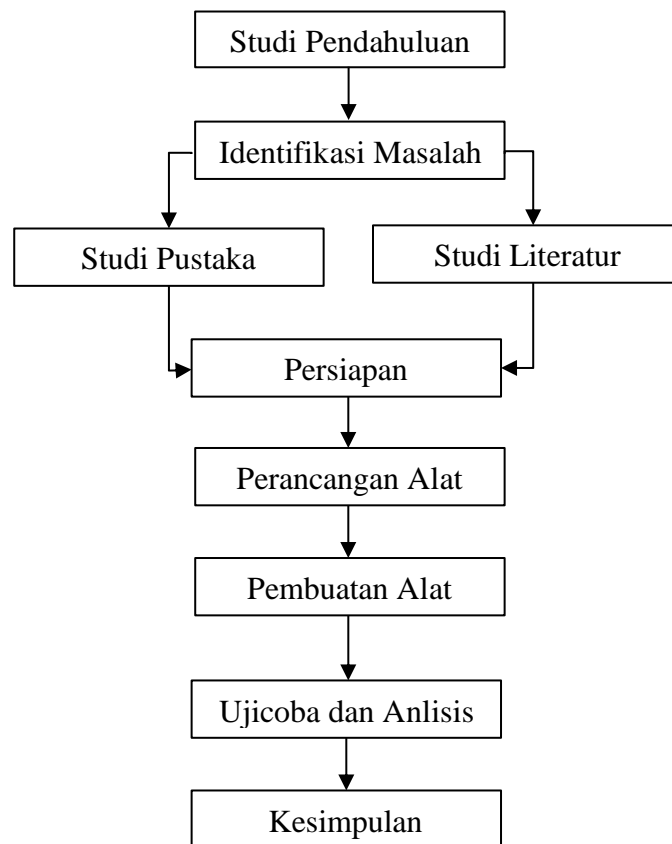 Studi Pendahuluan
Identifikasi Masalah
Studi Pustaka
Studi Literatur
Persiapan
Perancangan Alat
Pembuatan Alat
Ujicoba dan Anlisis
Kesimpulan